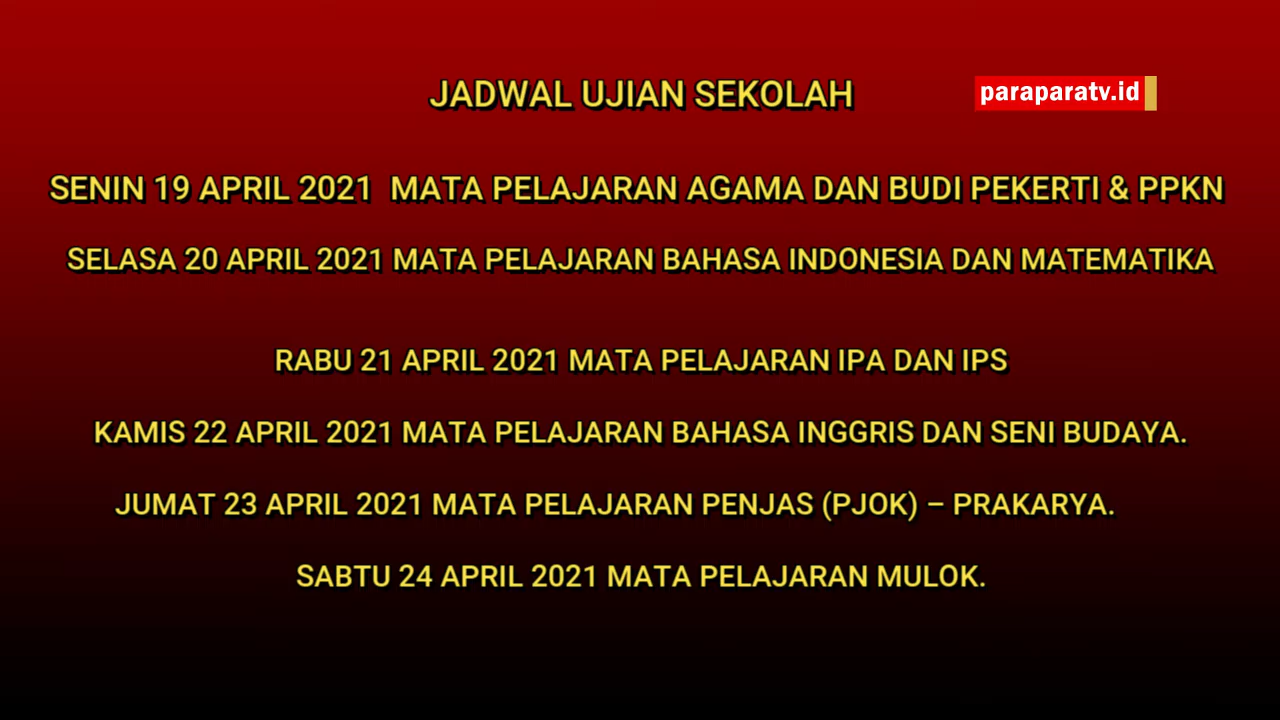 JADWAL UJIAN SEKOLAH
paraparatv.id
SENIN 19 APRIL 2021  MATA PELAJARAN AGAMA DAN BUDI PEKERTI & PPKN
SELASA 20 APRIL 2021 MATA PELAJARAN BAHASA INDONESIA DAN MATEMATIKA
RABU 21 APRIL 2021 MATA PELAJARAN IPA DAN IPS
KAMIS 22 APRIL 2021 MATA PELAJARAN BAHASA INGGRIS DAN SENI BUDAYA.
JUMAT 23 APRIL 2021 MATA PELAJARAN PENJAS (PJOK) – PRAKARYA.
SABTU 24 APRIL 2021 MATA PELAJARAN MULOK.